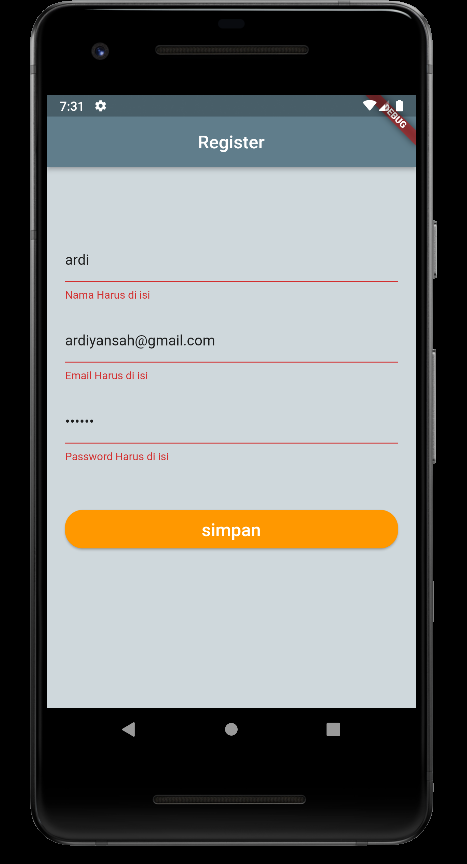 7:31
DEBUG
Register
ardi
Nama Harus di isi
ardiyansah@gmail.com
Email Harus di isi
••••••
Password Harus di isi
simpan